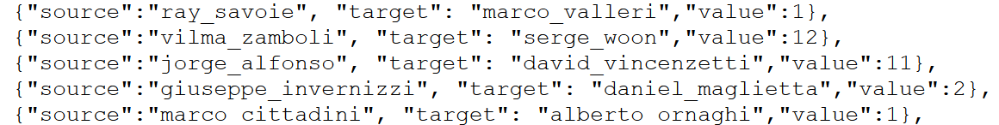 {"source":"ray_savoie", "target": "marco_valleri","value":1},
{"source":"vilma_zamboli", "target": "serge_woon","value":12},
{"source":"jorge_alfonso", "target": "david_vincenzetti","value":11},
{"source":"giuseppe_invernizzi", "target": "daniel_maglietta","value":2},
{"source":"marco cittadini", "target": "alberto ornaghi","value":1},